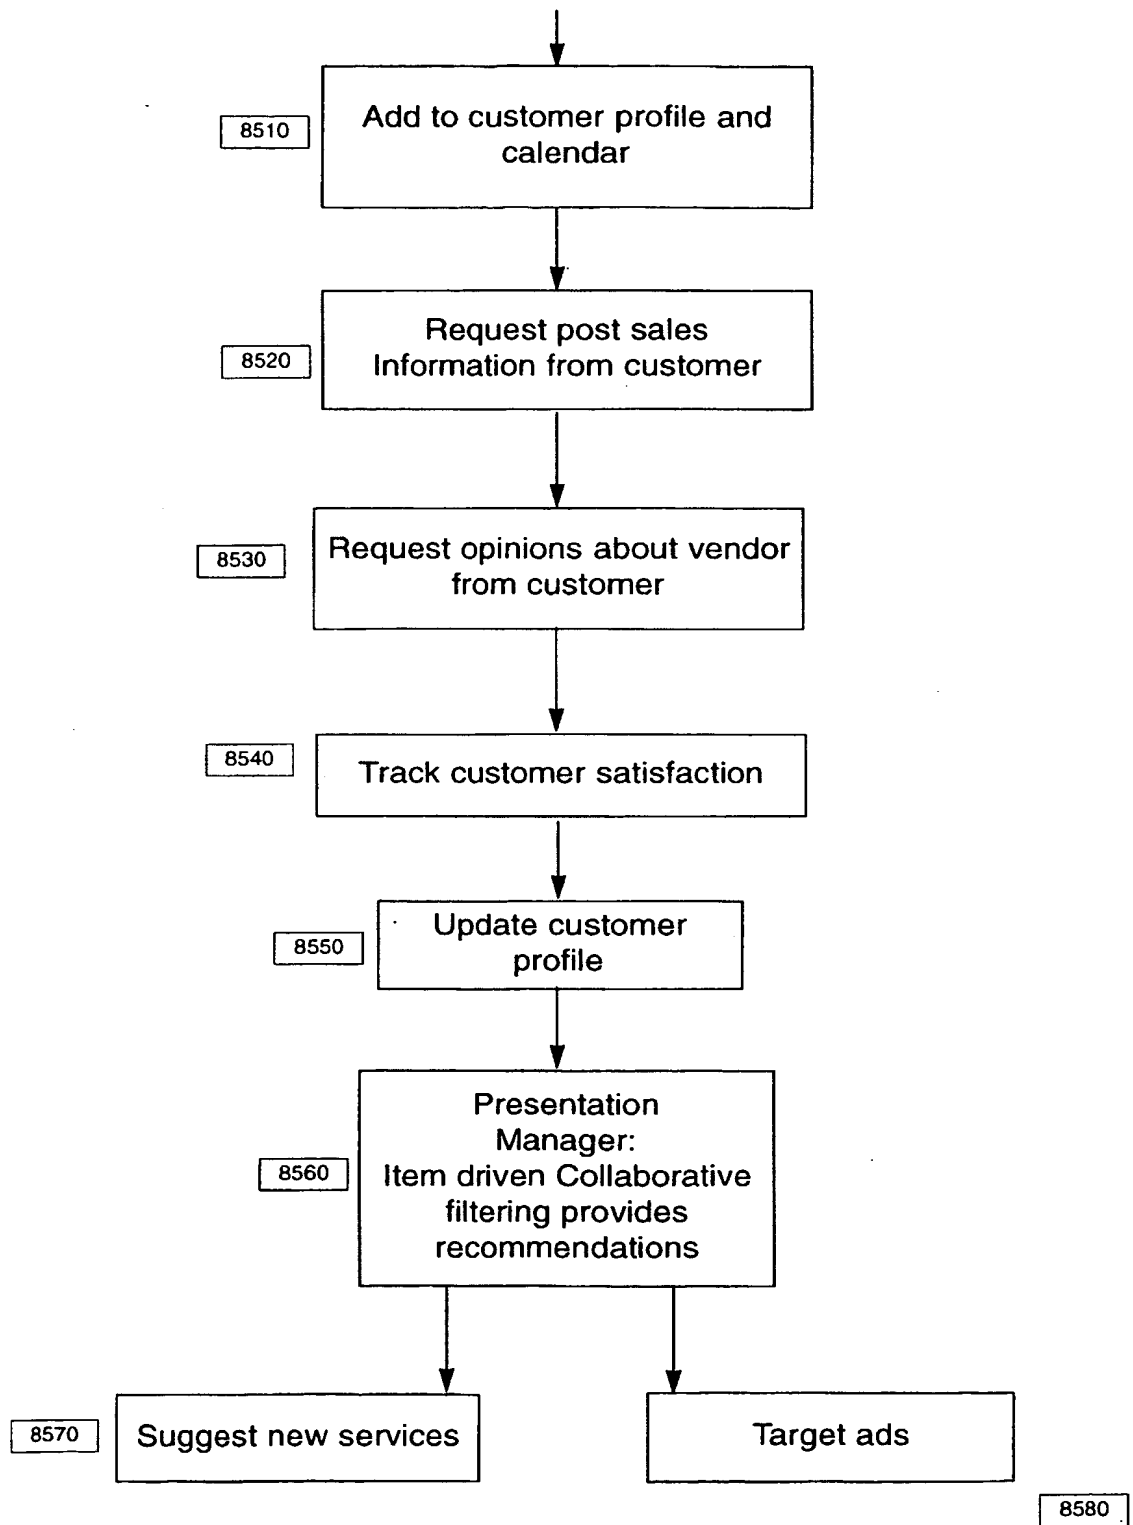 8510
Add to customer profile and
calendar
8520
Request post sales
Information from customer
8530
Request opinions about vendor
from customer
8540
Track customer satisfaction
8550
Update customer
profile
8560
Presentation
Manager:
Item driven Collaborative
filtering provides
recommendations
8570
Suggest new services
Target ads
8580